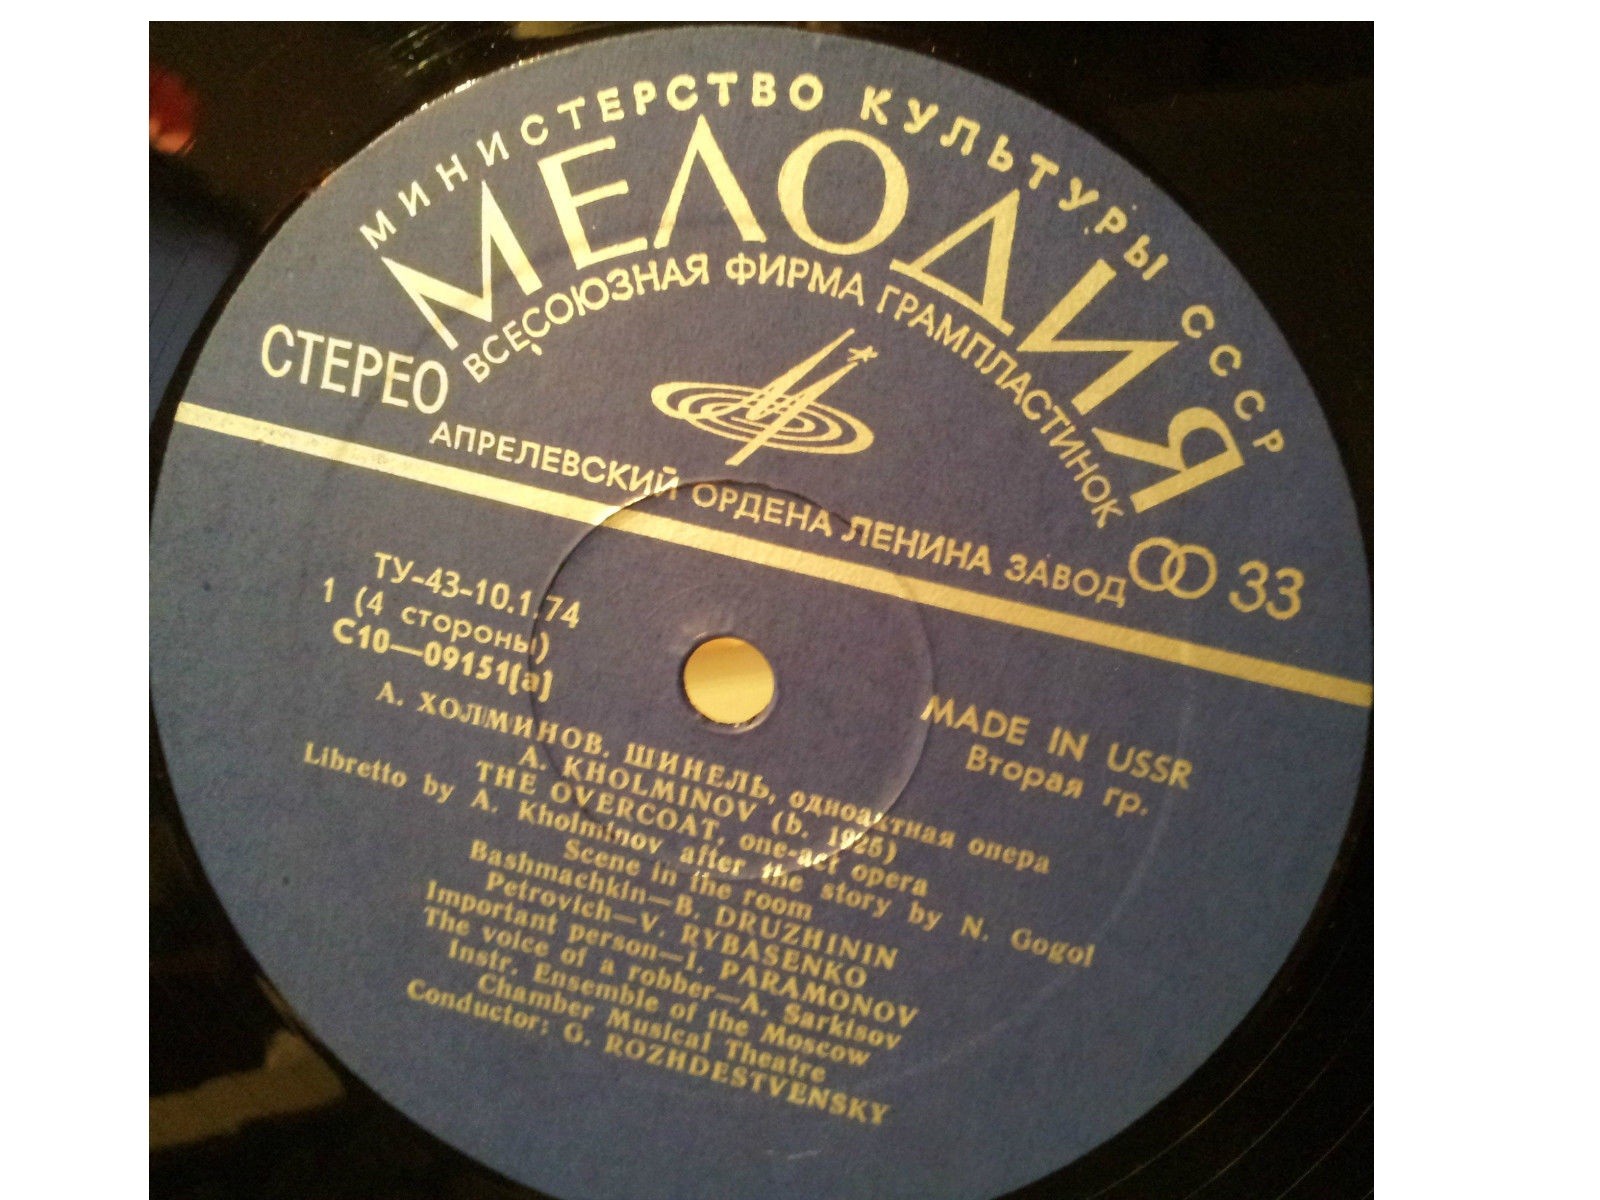 МИНИСТЕРСТВО КУЛЬТУРЫ СССР
МЕЛОДИЯ
ВСЕСОЮЗНАЯ ФИРМА ГРАМПЛАСТИНОК
СТЕРЕО
АПРЕЛЕВСКИЙ ОРДЕНА ЛЕНИНА ЗАВОД
33
ТУ-43-10.1.74
1 (4 стороны)
С10—09151[а]
MADE IN USSR
Вторая гр.
А. ХОЛМИНОВ. ШИНЕЛЬ, одноактная опера
A. KHOLMINOV (b. 1925)
THE OVERCOAT, one-act opera
Libretto by A. Kholminov after the story by N. Gogol
Scene in the room
Bashmachkin—B. DRUZHININ
Petrovich—V. RYBASENKO
Important person—I. PARAMONOV
The voice of a robber—A. Sarkisov
Instr. Ensemble of the Moscow
Chamber Musical Theatre
Conductor: G. ROZHDESTVENSKY